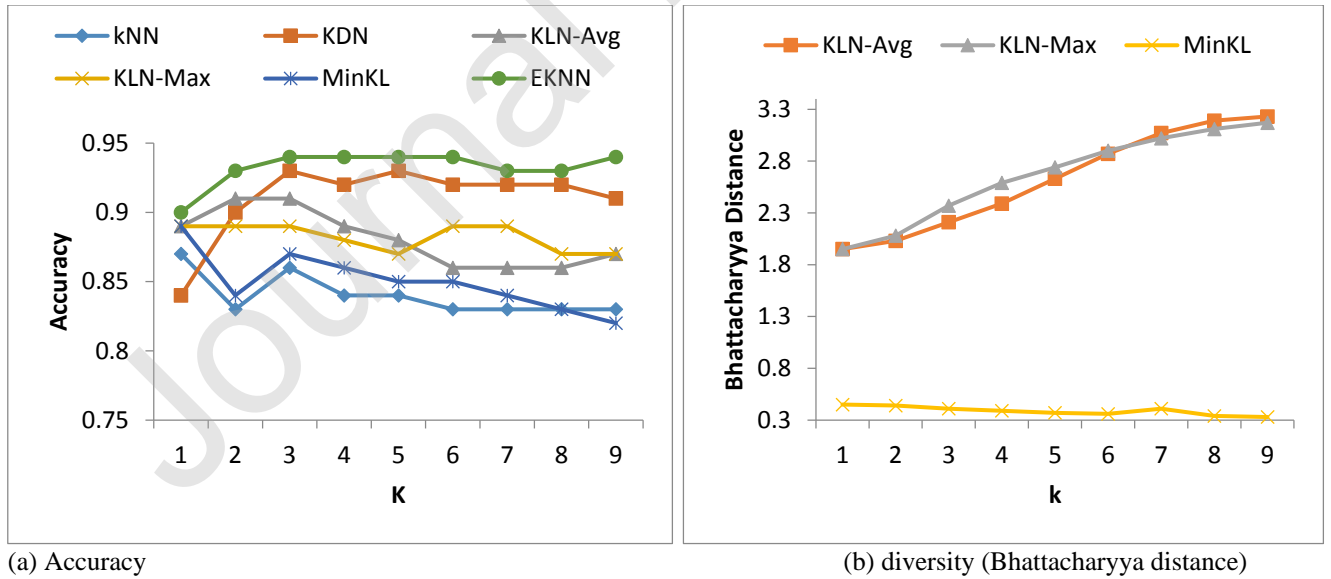 kNN KDN KLN-Avg
KLN-Max MinKL EKNN
0.95
0.9
0.85
0.8
0.75
Accuracy
1 2 3 4 5 6 7 8 9
K
KLN-Avg KLN-Max MinKL
3.3
2.8
2.3
1.8
1.3
0.8
0.3
Bhattacharyya Distance
1 2 3 4 5 6 7 8 9
k
Journal
(a) Accuracy
(b) diversity (Bhattacharyya distance)